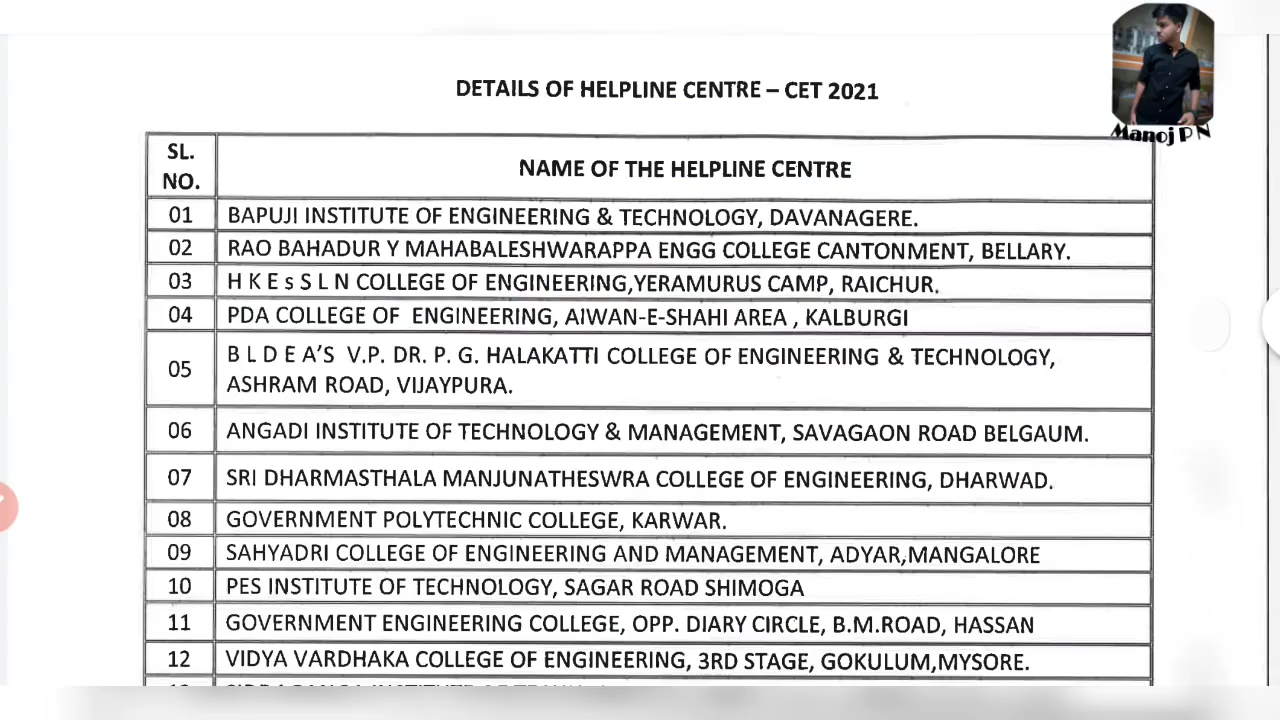 Manoj P N
DETAILS OF HELPLINE CENTRE – CET 2021
SL.
NO.
NAME OF THE HELPLINE CENTRE
01 BAPUJI INSTITUTE OF ENGINEERING & TECHNOLOGY, DAVANAGERE.
02 RAO BAHADUR Y MAHABALESHWARAPPA ENGG COLLEGE CANTONMENT, BELLARY.
03 H K E s S L N COLLEGE OF ENGINEERING,YERAMURUS CAMP, RAICHUR.
04 PDA COLLEGE OF ENGINEERING, AIWAN-E-SHAHI AREA , KALBURGI
05 B L D E A'S V.P. DR. P. G. HALAKATTI COLLEGE OF ENGINEERING & TECHNOLOGY,
ASHRAM ROAD, VIJAYPURA.
06 ANGADI INSTITUTE OF TECHNOLOGY & MANAGEMENT, SAVAGAON ROAD BELGAUM.
07 SRI DHARMASTHALA MANJUNATHESWRA COLLEGE OF ENGINEERING, DHARWAD.
08 GOVERNMENT POLYTECHNIC COLLEGE, KARWAR.
09 SAHYADRI COLLEGE OF ENGINEERING AND MANAGEMENT, ADYAR,MANGALORE
10 PES INSTITUTE OF TECHNOLOGY, SAGAR ROAD SHIMOGA
11 GOVERNMENT ENGINEERING COLLEGE, OPP. DIARY CIRCLE, B.M.ROAD, HASSAN
12 VIDYA VARDHAKA COLLEGE OF ENGINEERING, 3RD STAGE, GOKULUM,MYSORE.